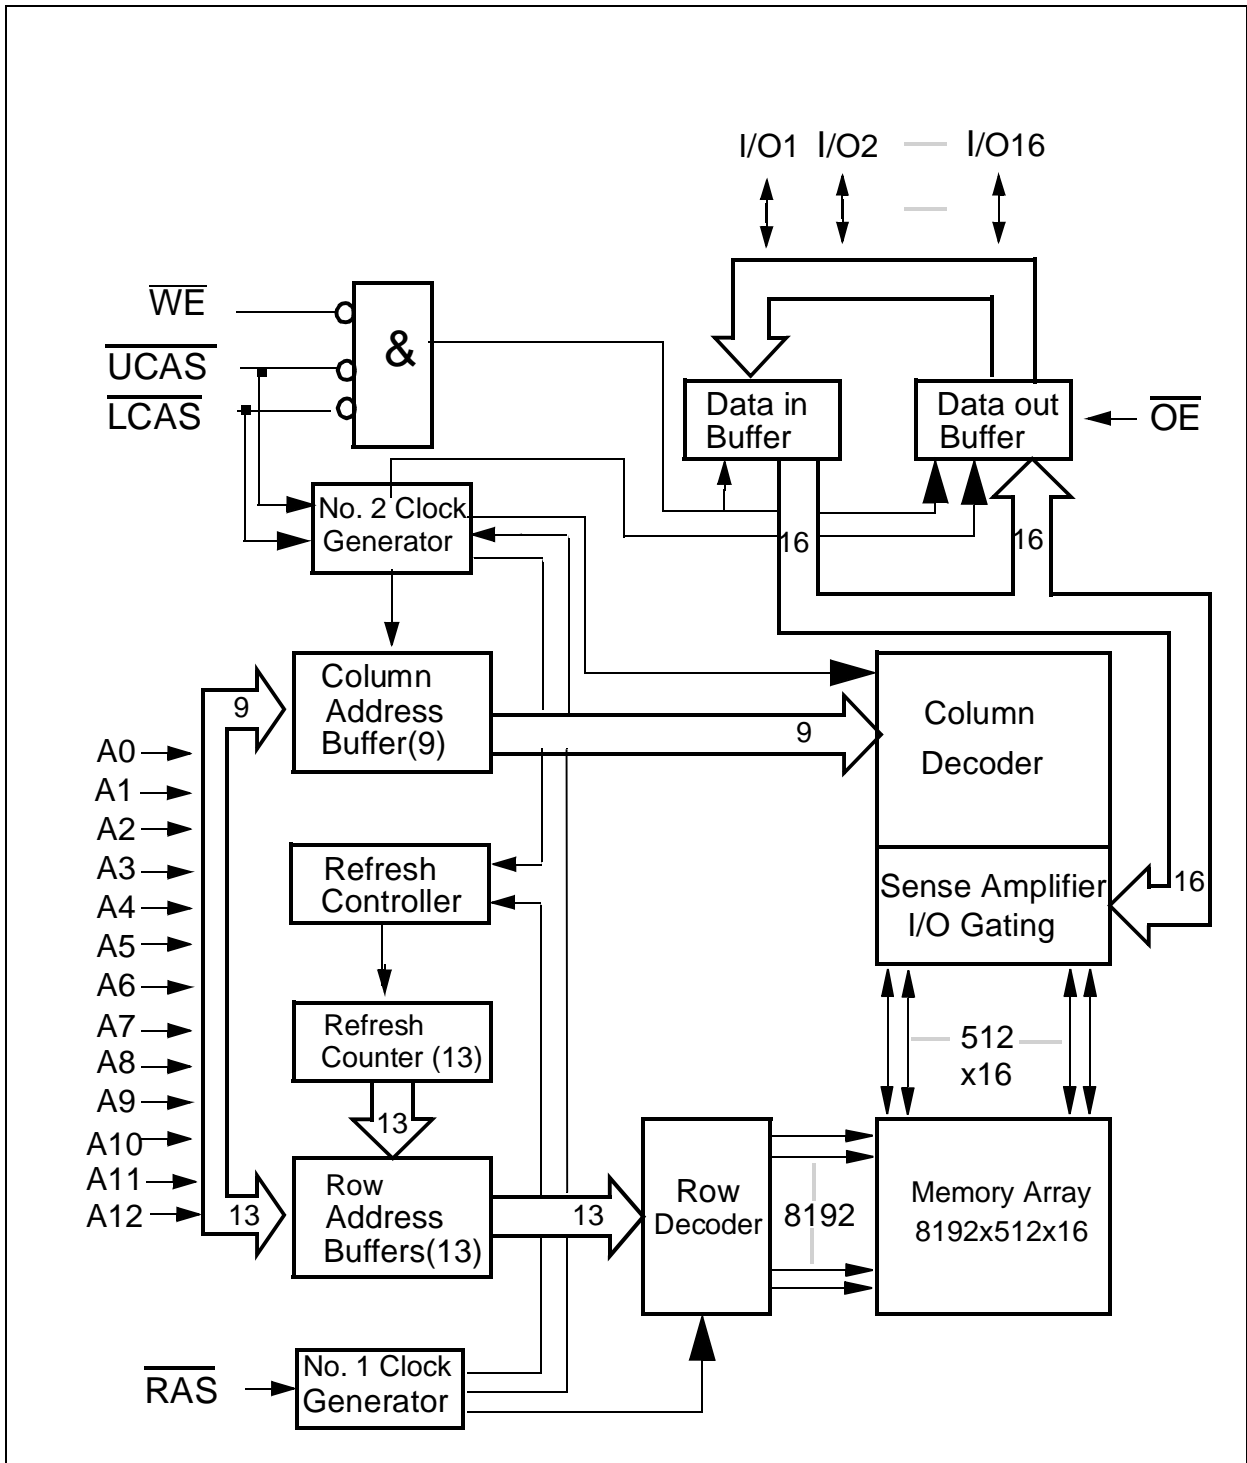 I/O1 I/O2 I/O16
WE
UCAS
LCAS
&
Data in
Buffer
Data out
Buffer
OE
No. 2 Clock
Generator
16
16
Column
Address
Buffer(9)
9
9
Column
Decoder
A0
A1
A2
A3
A4
A5
A6
A7
A8
A9
A10
A11
A12
Refresh
Controller
Sense Amplifier
I/O Gating
16
Refresh
Counter (13)
512
x16
13
Row
Address
Buffers(13)
13
13
Row
Decoder
8192
Memory Array
8192x512x16
RAS
No. 1 Clock
Generator